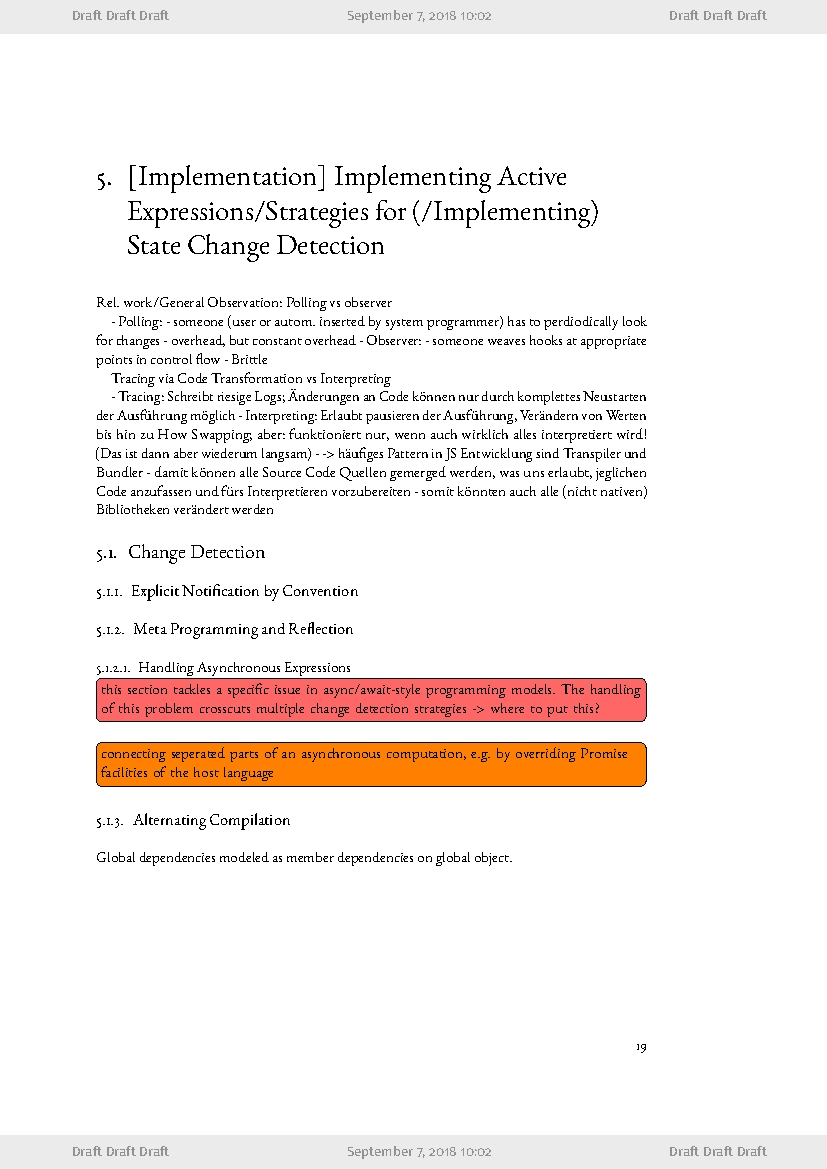 Draft Draft Draft September 7, 2018 10:02 Draft Draft Draft
5. [Implementation] Implementing Active
Expressions/Strategies for (/Implementing)
State Change Detection
Rel. work/General Observation: Polling vs observer
- Polling: - someone (user or autom. inserted by system programmer) has to perdiodically look
for changes - overhead, but constant overhead - Observer: - someone weaves hooks at appropriate
points in control flow - Brittle
Tracing via Code Transformation vs Interpreting
- Tracing: Schreibt riesige Logs; Änderungen an Code können nur durch komplettes Neustarten
der Ausführung möglich - Interpreting: Erlaubt pausieren der Ausführung, Verändern von Werten
bis hin zu How Swapping; aber: funktioniert nur, wenn auch wirklich alles interpretiert wird!
(Das ist dann aber wiederum langsam) - -> häufiges Pattern in JS Entwicklung sind Transpiler und
Bundler - damit können alle Source Code Quellen gemerged werden, was uns erlaubt, jeglichen
Code anzufassen und fürs Interpretieren vorzubereiten - somit könnten auch alle (nicht nativen)
Bibliotheken verändert werden
5.1. Change Detection
5.1.1. Explicit Notification by Convention
5.1.2. Meta Programming and Reflection
5.1.2.1. Handling Asynchronous Expressions
this section tackles a specific issue in async/await-style programming models. The handling
of this problem crosscuts multiple change detection strategies -> where to put this?
connecting seperated parts of an asynchronous computation, e.g. by overriding Promise
facilities of the host language
5.1.3. Alternating Compilation
Global dependencies modeled as member dependencies on global object.
19
Draft Draft Draft September 7, 2018 10:02 Draft Draft Draft